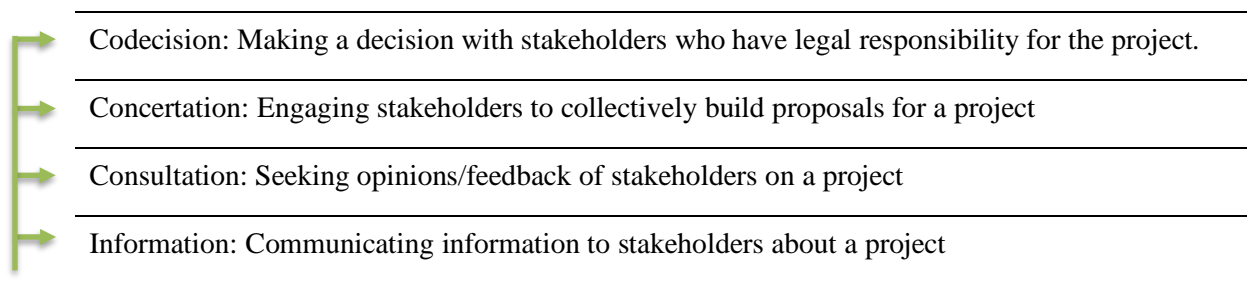 Codecision: Making a decision with stakeholders who have legal responsibility for the project.
Concertation: Engaging stakeholders to collectively build proposals for a project
Consultation: Seeking opinions/feedback of stakeholders on a project
Information: Communicating information to stakeholders about a project